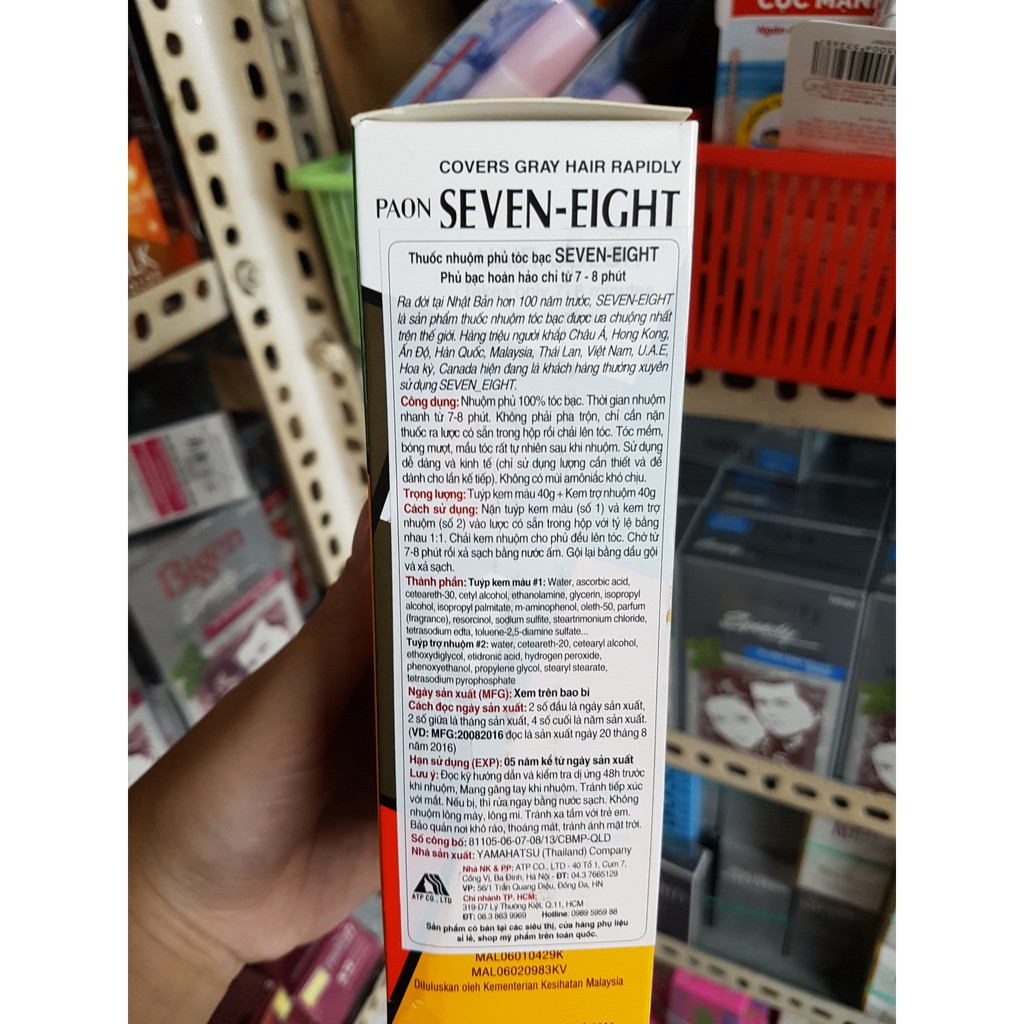 CỤC MẶN
COVERS GRAY HAIR RAPIDLY
PAON SEVEN-EIGHT
Thuốc nhuộm phủ tóc bạc SEVEN-EIGHT
Phủ bạc hoàn hảo chỉ từ 7 - 8 phút
Ra đời tại Nhật Bản hơn 100 năm trước, SEVEN-EIGHT
là sản phẩm thuốc nhuộm tóc bạc được ưa chuộng nhất
trên thế giới. Hàng triệu người khắp Châu Á, Hong Kong,
Ấn Độ, Hàn Quốc, Malaysia, Thái Lan, Việt Nam, U.A.E,
Hoa kỳ, Canada hiện đang là khách hàng thường xuyên
sử dụng SEVEN_EIGHT.
Công dụng: Nhuộm phủ 100% tóc bạc. Thời gian nhuộm
nhanh từ 7-8 phút. Không phải pha trộn, chỉ cần nặn
thuốc ra lược có sẵn trong hộp rồi chải lên tóc. Tóc mềm,
bóng mượt, mầu tóc rất tự nhiên sau khi nhuộm. Sử dụng
dễ dàng và kinh tế (chỉ sử dụng lượng cần thiết và để
dành cho lần kế tiếp). Không có mùi amôniắc khó chịu.
Trọng lượng: Tuýp kem màu 40g + Kem trợ nhuộm 40g
Cách sử dụng: Nặn tuýp kem màu (số 1) và kem trợ
nhuộm (số 2) vào lược có sẵn trong hộp với tỷ lệ bằng
nhau 1:1. Chải kem nhuộm cho phủ đều lên tóc. Chờ từ
7-8 phút rồi xả sạch bằng nước ấm. Gội lại bằng dầu gội
và xả sạch.
Thành phần: Tuýp kem màu #1: Water, ascorbic acid,
ceteareth-30, cetyl alcohol, ethanolamine, glycerin, isopropyl
alcohol, isopropyl palmitate, m-aminophenol, oleth-50, parfum
(fragrance), resorcinol, sodium sulfite, steartrimonium chloride,
tetrasodium edta, toluene-2,5-diamine sulfate...
Tuýp trợ nhuộm #2: water, ceteareth-20, cetearyl alcohol,
ethoxydiglycol, etidronic acid, hydrogen peroxide,
phenoxyethanol, propylene glycol, stearyl stearate,
tetrasodium pyrophosphate
Ngày sản xuất (MFG): Xem trên bao bì
Cách đọc ngày sản xuất: 2 số đầu là ngày sản xuất,
2 số giữa là tháng sản xuất, 4 số cuối là năm sản xuất.
(VD: MFG:20082016 đọc là sản xuất ngày 20 tháng 8
năm 2016)
Hạn sử dụng (EXP): 05 năm kể từ ngày sản xuất
Lưu ý: Đọc kỹ hướng dẫn và kiểm tra dị ứng 48h trước
khi nhuộm, Mang găng tay khi nhuộm. Tránh tiếp xúc
với mắt. Nếu bị, thì rửa ngay bằng nước sạch. Không
nhuộm lông mày, lông mi. Tránh xa tầm với trẻ em.
Bảo quản nơi khô ráo, thoáng mát, tránh ánh mặt trời.
Số công bố: 81105-06-07-08/13/CBMP-QLD
Nhà sản xuất: YAMAHATSU (Thailand) Company
Nhà NK & PP: ATP CO., LTD - 40 Tổ 1, Cụm 7,
Cống Vị, Ba Đình, Hà Nội - ĐT: 04.3 7665129
VP: 56/1 Trần Quang Diệu, Đống Đa, HN
Chi nhánh TP. HCM:
319-D7 Lý Thường Kiệt, Q.11, HCM
ĐT: 08.3 863 9969 Hotline: 0989 5959 88
ATP CO., LTD
Sản phẩm có bán tại các siêu thị, cửa hàng phụ liệu
sỉ lẻ, shop mỹ phẩm trên toàn quốc.
MAL06010429K
MAL06020983KV
Diluluskan oleh Kementerian Kesihatan Malaysia
Bigen
Speedy